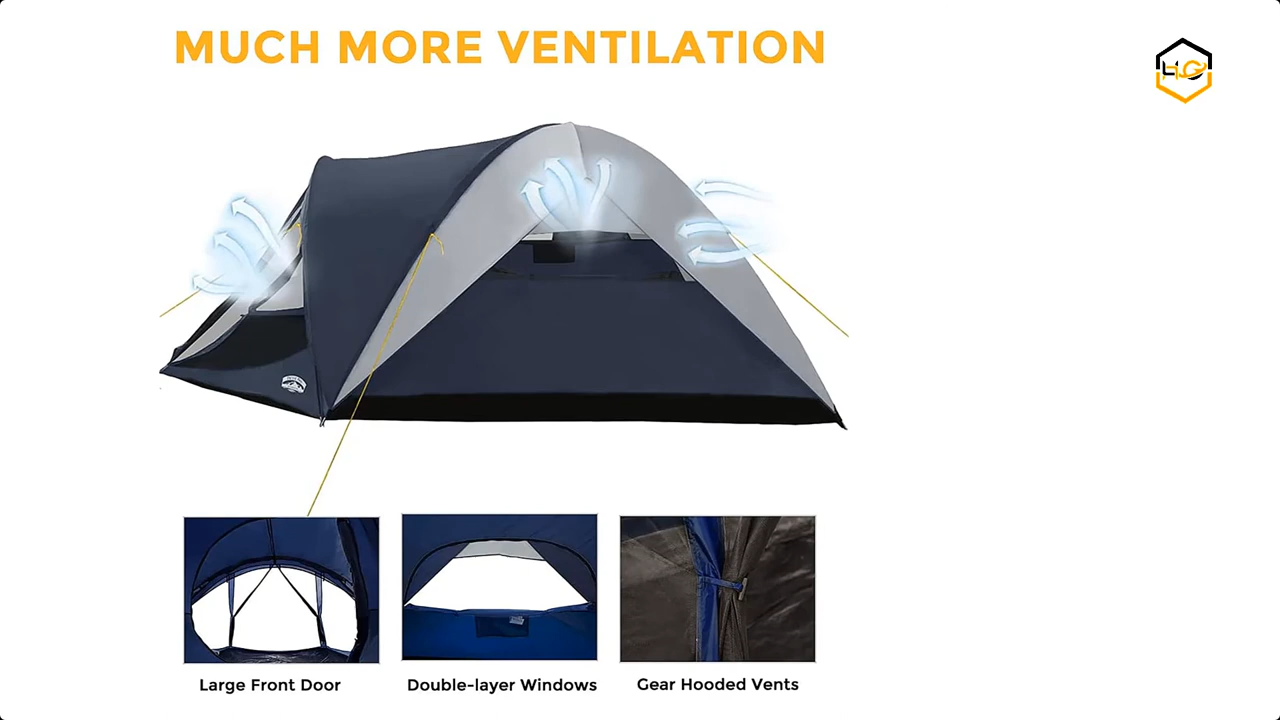 MUCH MORE VENTILATION
Large Front Door
Double-layer Windows
Gear Hooded Vents